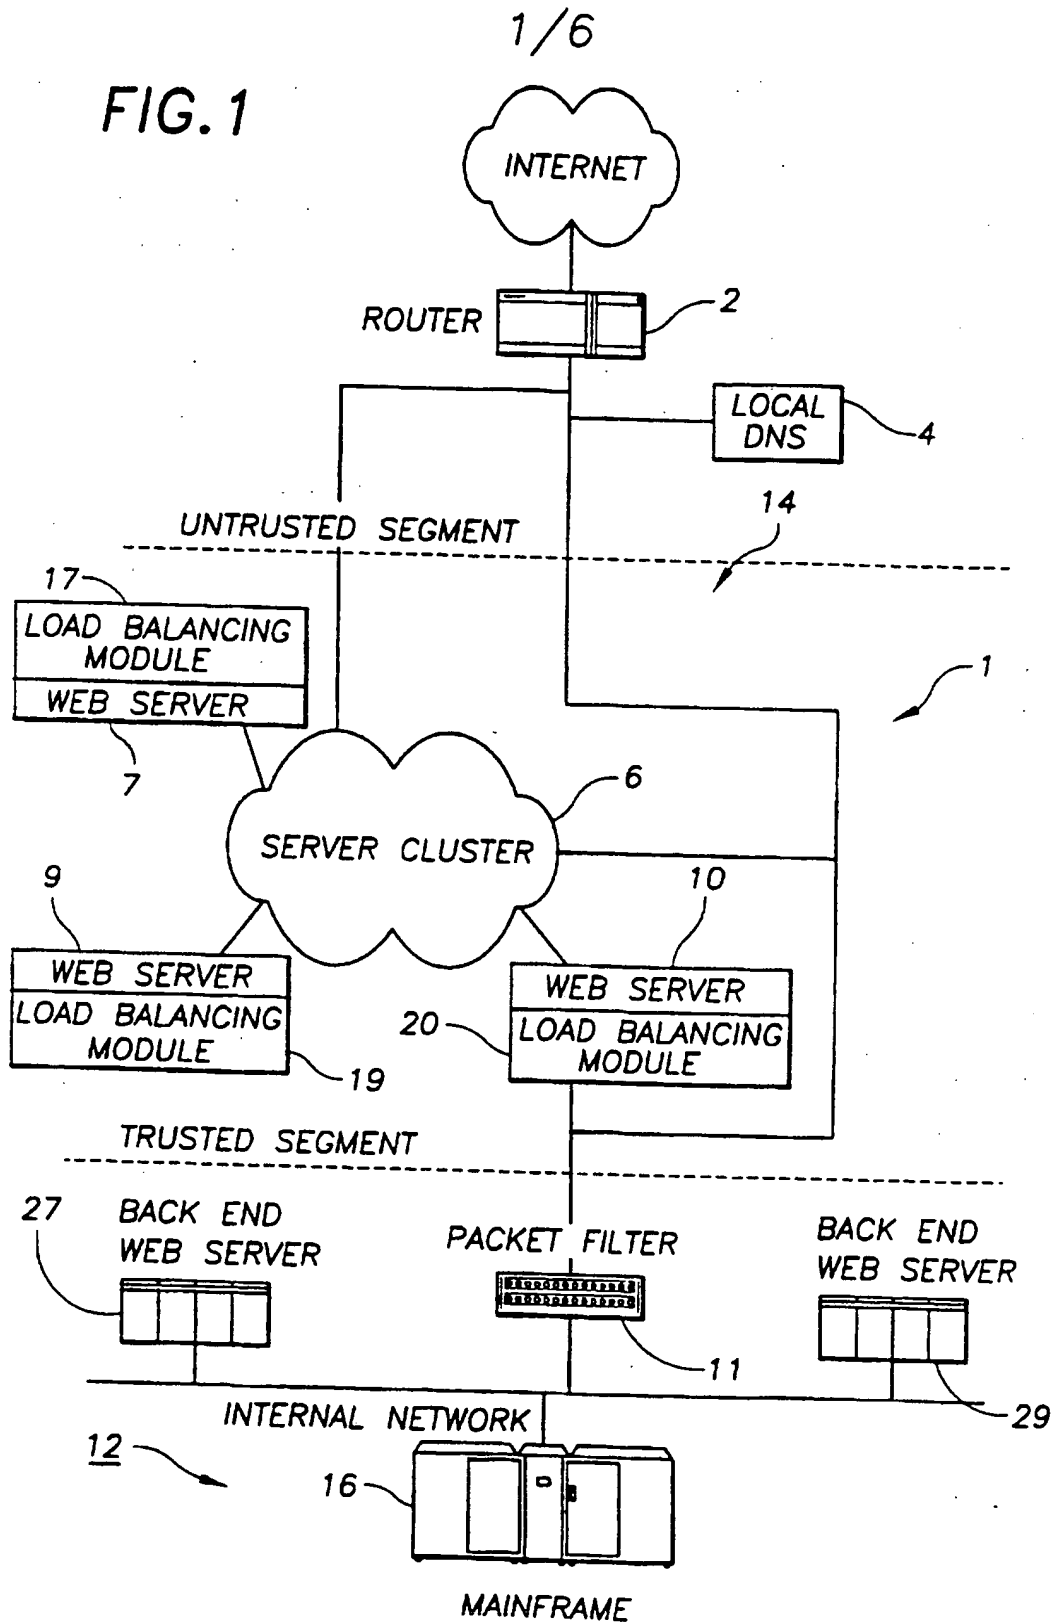 1/6
FIG. 1
INTERNET
ROUTER
2
LOCAL
DNS
4
14
UNTRUSTED SEGMENT
17
LOAD BALANCING
MODULE
WEB SERVER
7
1
6
SERVER CLUSTER
9
WEB SERVER
LOAD BALANCING
MODULE
19
10
WEB SERVER
20
LOAD BALANCING
MODULE
TRUSTED SEGMENT
27
BACK END
WEB SERVER
PACKET FILTER
11
BACK END
WEB SERVER
29
INTERNAL NETWORK
12
16
MAINFRAME